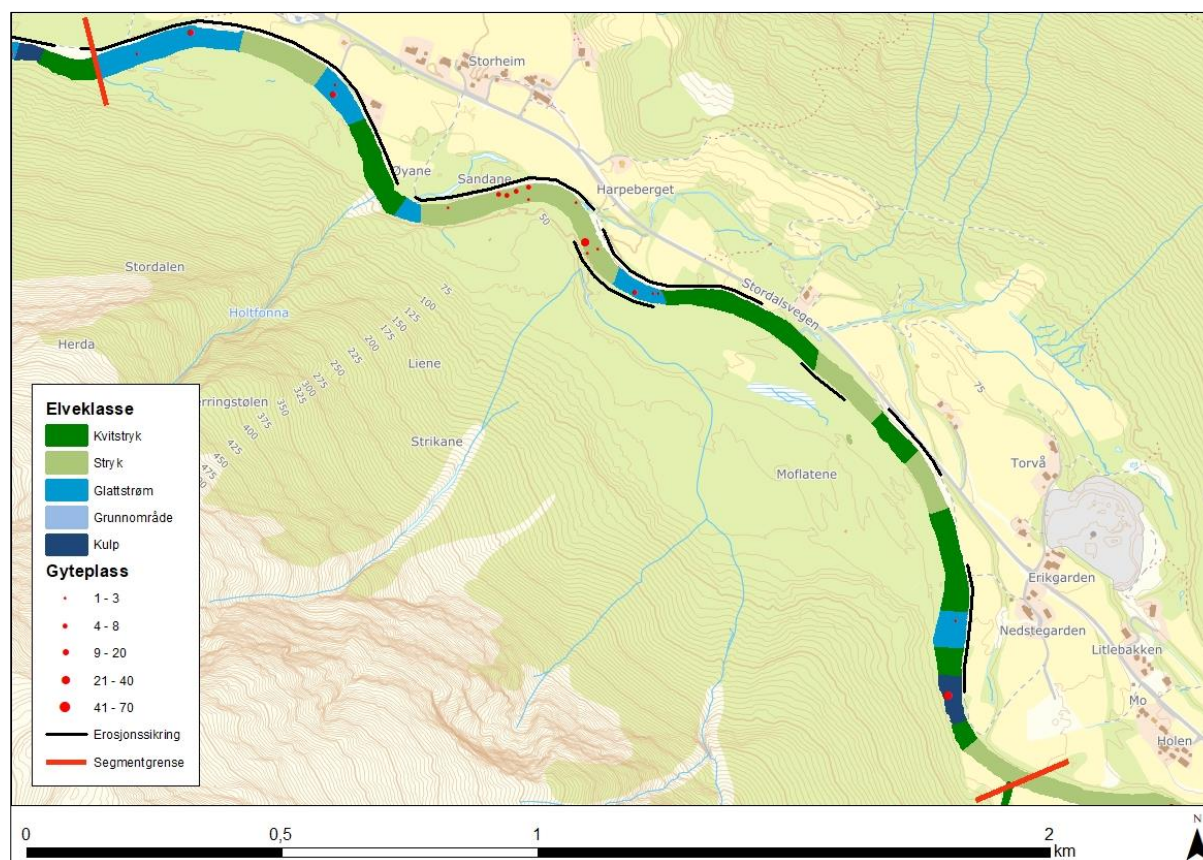 Storheim
Øyane
Sandane
Harpeberget
50
Stordalen
Holtfonna
Herda
Stordalsvegen
75
100
125
150
175
200
225
250
275
300
325
350
375
400
425
450
475
Liene
erringstølen
Strikane
75
Moflatene
Torvå
Erikgarden
Nedstegarden
Litlebakken
Mo
Holen
Elveklasse
Kvitstryk
Stryk
Glattstrøm
Grunnområde
Kulp
Gyteplass
1 - 3
4 - 8
9 - 20
21 - 40
41 - 70
Erosjonssikring
Segmentgrense
0
0,5
1
2
km
N